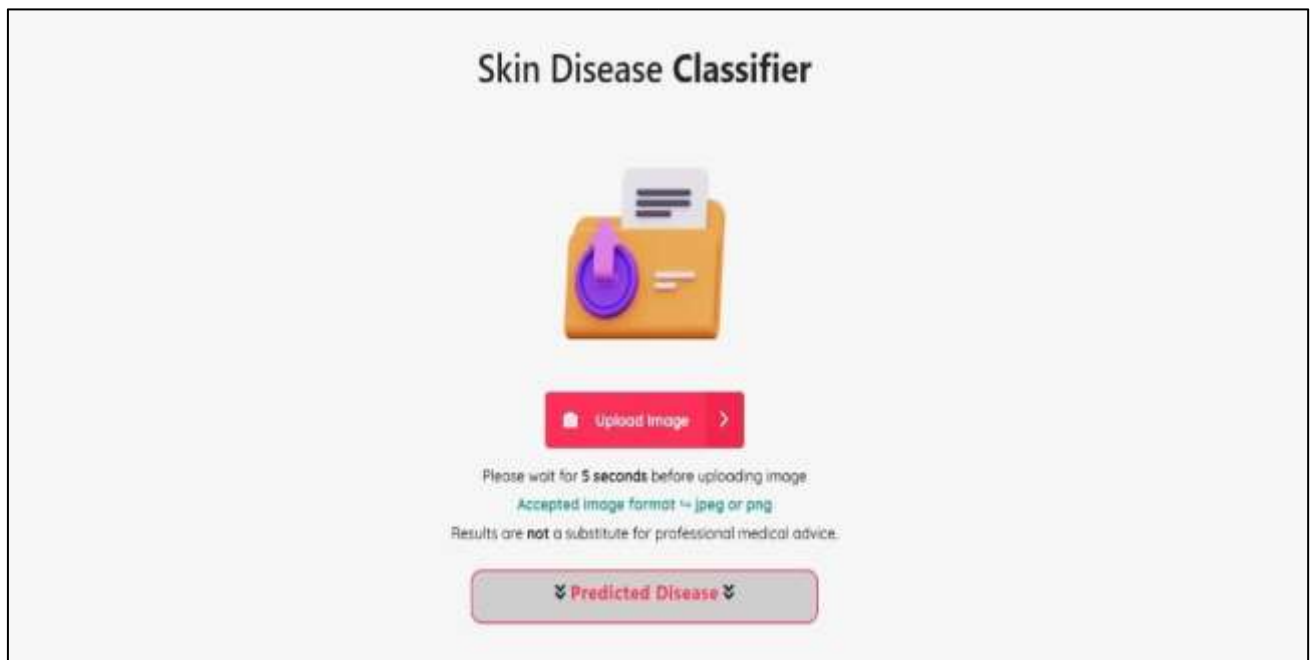 Skin Disease Classifier
Upload Image
Please wait for 5 seconds before uploading image
Accepted image format ↪ jpeg or png
Results are not a substitute for professional medical advice.
Predicted Disease